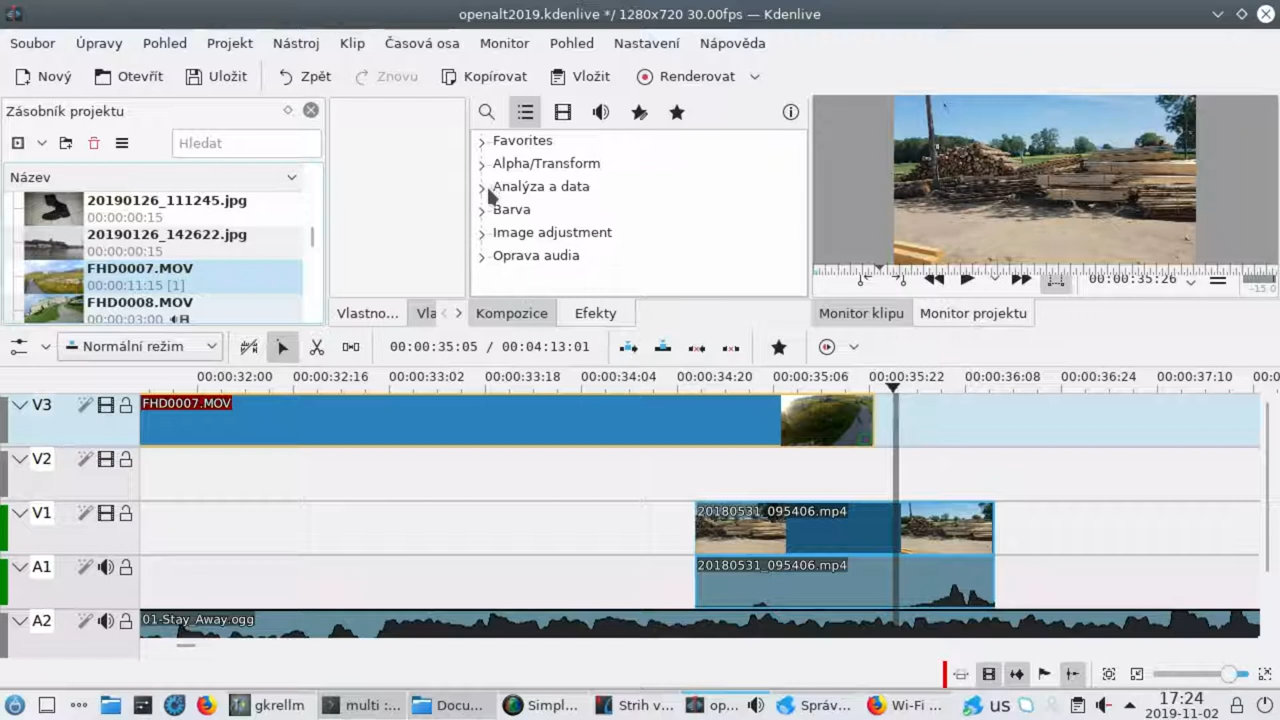 openalt2019.kdenlive */ 1280x720 30.00fps — Kdenlive
Soubor Úpravy Pohled Projekt Nástroj Klip Časová osa Monitor Pohled Nastavení Nápověda
Nový Otevřít Uložit Zpět Znovu Kopírovat Vložit Renderovat
Zásobník projektu
Hledat
Název
20190126_111245.jpg
00:00:00:15
20190126_142622.jpg
00:00:00:15
FHD0007.MOV
00:00:11:15 [1]
FHD0008.MOV
00:00:03:00
Favorites
Alpha/Transform
Analýza a data
Barva
Image adjustment
Oprava audia
00:00:35:26
-15.0
Vlastno... Vla Kompozice Efekty Monitor klipu Monitor projektu
Normální režim 00:00:35:05 / 00:04:13:01
00:00:32:00 00:00:32:16 00:00:33:02 00:00:33:18 00:00:34:04 00:00:34:20 00:00:35:06 00:00:35:22 00:00:36:08 00:00:36:24 00:00:37:10 00:0
V3 FHD0007.MOV
V2
V1 20180531_095406.mp4
A1 20180531_095406.mp4
A2 01-Stay_Away.ogg
gkrellm multi :... Docu... Simpl... Strih v... op... Správ... Wi-Fi ... us 17:24
2019-11-02